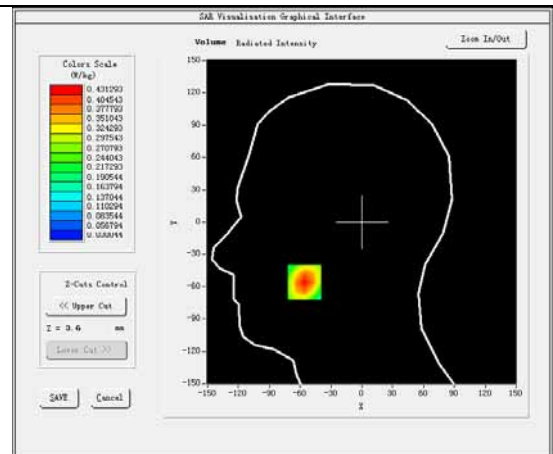 SAR Visualisation Graphical Interface
Volume Radiated Intensity
Zoom In/Out
Colors Scale
(W/kg)
0.431293
0.404543
0.377793
0.351043
0.324293
0.297543
0.270793
0.244043
0.217293
0.190544
0.163794
0.137044
0.110294
0.083544
0.056794
0.030044
150
120
90
60
30
0
-30
-60
-90
-120
-150
Y
-150 -120 -90 -60 -30 0 30 60 90 120 150
X
Z-Cuts Control
<< Upper Cut
Z = 3.6 mm
Lower Cut >>
SAVE Cancel